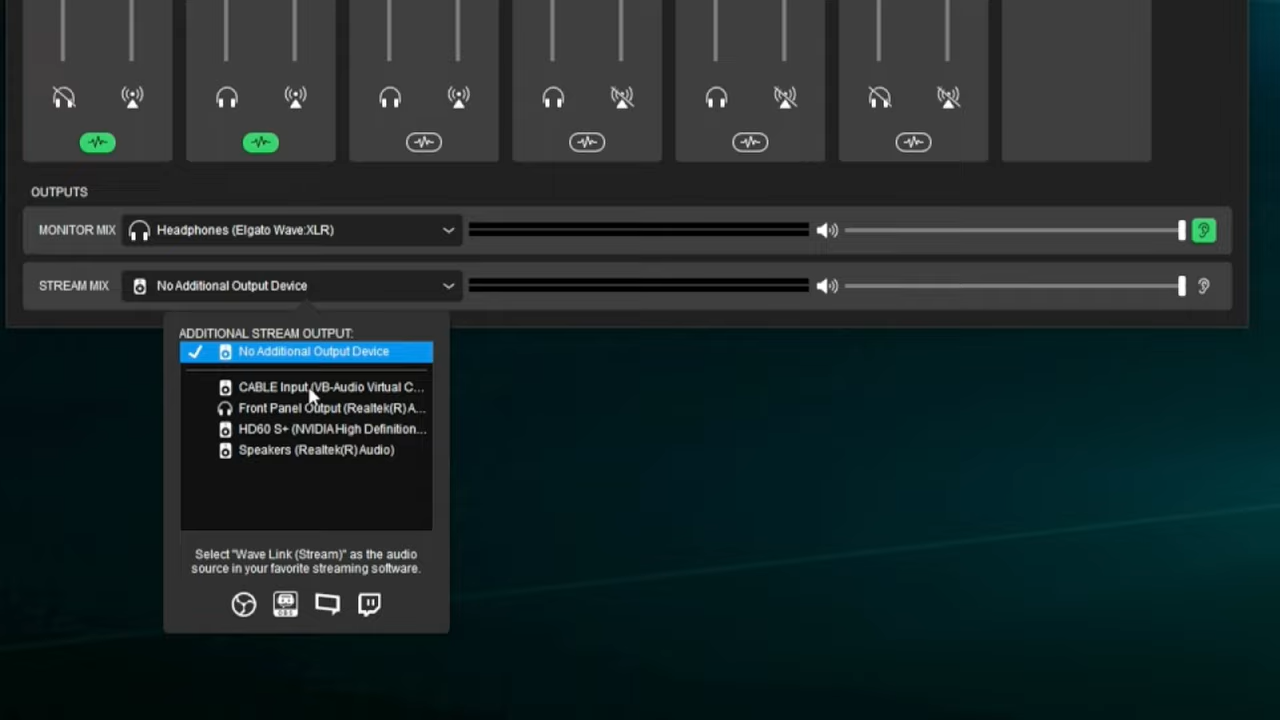 OUTPUTS
MONITOR MIX Headphones (Elgato Wave:XLR)
STREAM MIX No Additional Output Device
ADDITIONAL STREAM OUTPUT:
No Additional Output Device
CABLE Input (VB-Audio Virtual C...
Front Panel Output (Realtek(R) A...
HD60 S+ (NVIDIA High Definition...
Speakers (Realtek(R) Audio)
Select "Wave Link (Stream)" as the audio
source in your favorite streaming software.
OBS